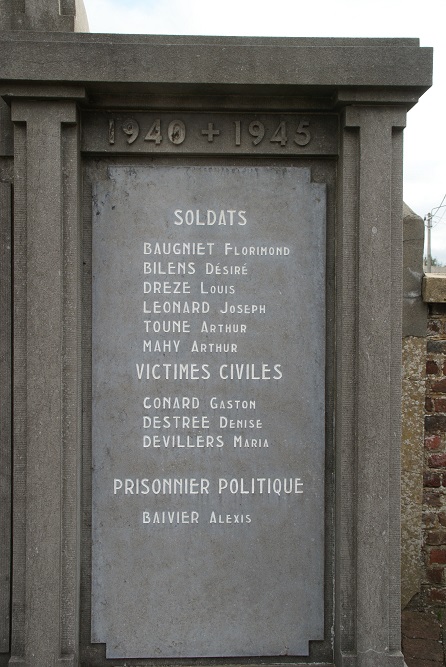 1940 + 1945
SOLDATS
BAUGNIET FLORIMOND
BILENS DÉSIRÉ
DREZE LOUIS
LEONARD JOSEPH
TOUNE ARTHUR
MAHY ARTHUR
VICTIMES CIVILES
CONARD GASTON
DESTREE DENISE
DEVILLERS MARIA
PRISONNIER POLITIQUE
BAIVIER ALEXIS